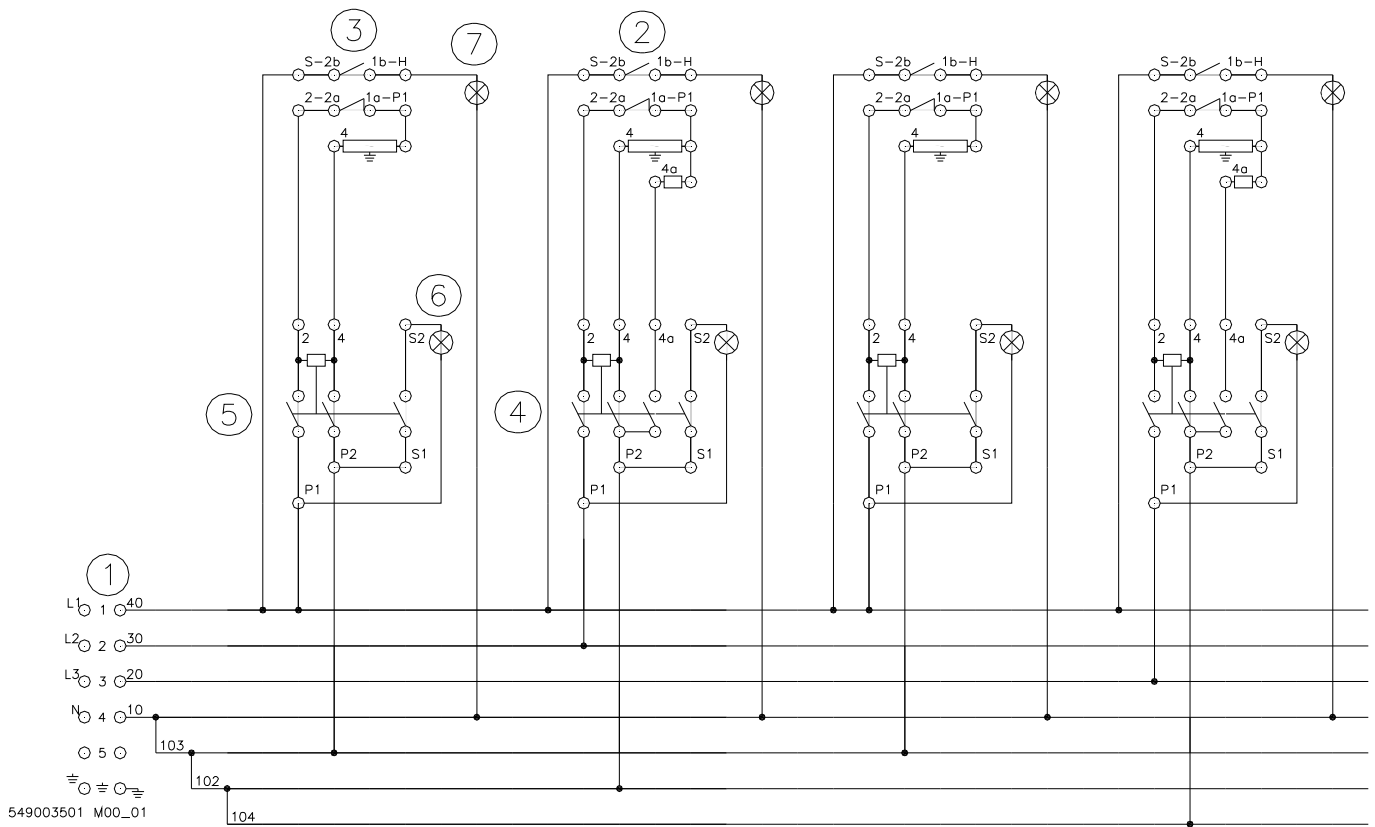 3 7 2
S-2b 1b-H S-2b 1b-H S-2b 1b-H S-2b 1b-H
2-2a 1a-P1 2-2a 1a-P1 2-2a 1a-P1 2-2a 1a-P1
4 4 4 4
4a 4a
6
2 4 S2 2 4 4a S2 2 4 S2 2 4 4a S2
5 4
P2 S1 P2 S1 P2 S1 P2 S1
P1 P1 P1 P1
1
L1 1 40
L2 2 30
L3 3 20
N 4 10
5 103
102
549003501 M00_01
104